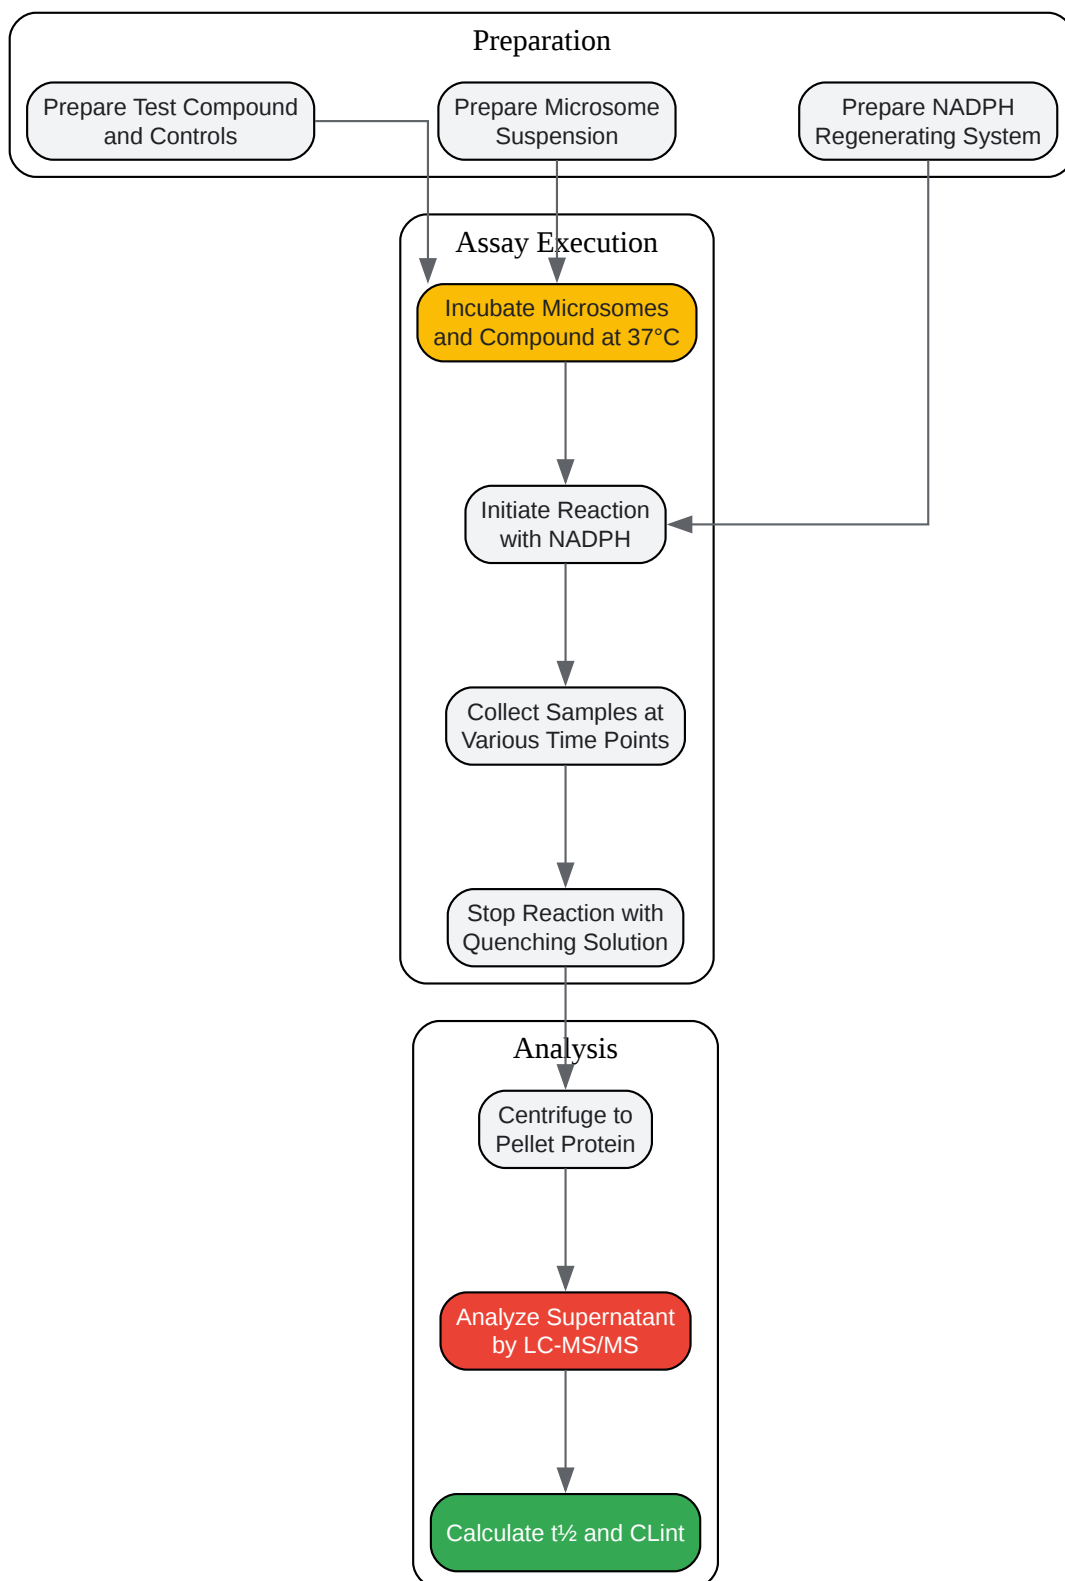 Preparation
Prepare Test Compound
and Controls
Prepare Microsome
Suspension
Prepare NADPH
Regenerating System
Assay Execution
Incubate Microsomes
and Compound at 37°C
Initiate Reaction
with NADPH
Collect Samples at
Various Time Points
Stop Reaction with
Quenching Solution
Analysis
Centrifuge to
Pellet Protein
Analyze Supernatant
by LC-MS/MS
Calculate t½ and CLint